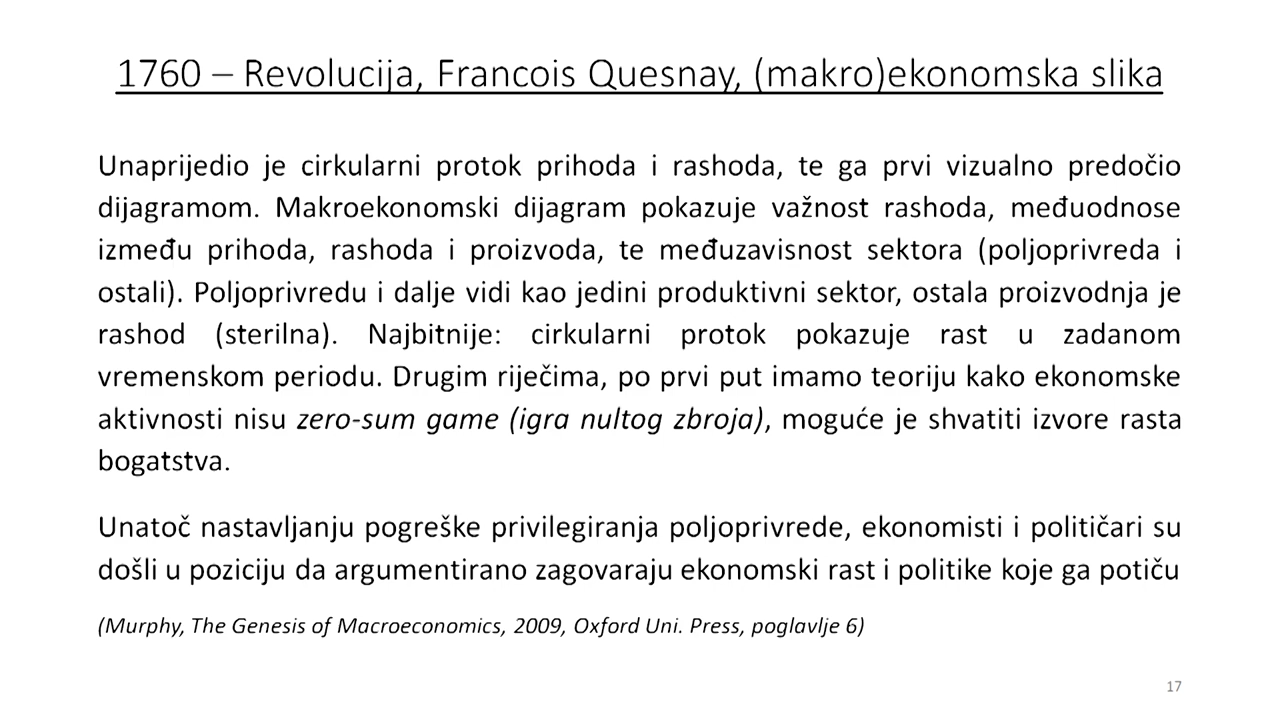 1760 – Revolucija, Francois Quesnay, (makro)ekonomska slika
Unaprijedio je cirkularni protok prihoda i rashoda, te ga prvi vizualno predočio
dijagramom. Makroekonomski dijagram pokazuje važnost rashoda, međuodnose
između prihoda, rashoda i proizvoda, te međuzavisnost sektora (poljoprivreda i
ostali). Poljoprivredu i dalje vidi kao jedini produktivni sektor, ostala proizvodnja je
rashod (sterilna). Najbitnije: cirkularni protok pokazuje rast u zadanom
vremenskom periodu. Drugim riječima, po prvi put imamo teoriju kako ekonomske
aktivnosti nisu zero-sum game (igra nultog zbroja), moguće je shvatiti izvore rasta
bogatstva.
Unatoč nastavljanju pogreške privilegiranja poljoprivrede, ekonomisti i političari su
došli u poziciju da argumentirano zagovaraju ekonomski rast i politike koje ga potiču
(Murphy, The Genesis of Macroeconomics, 2009, Oxford Uni. Press, poglavlje 6)
17